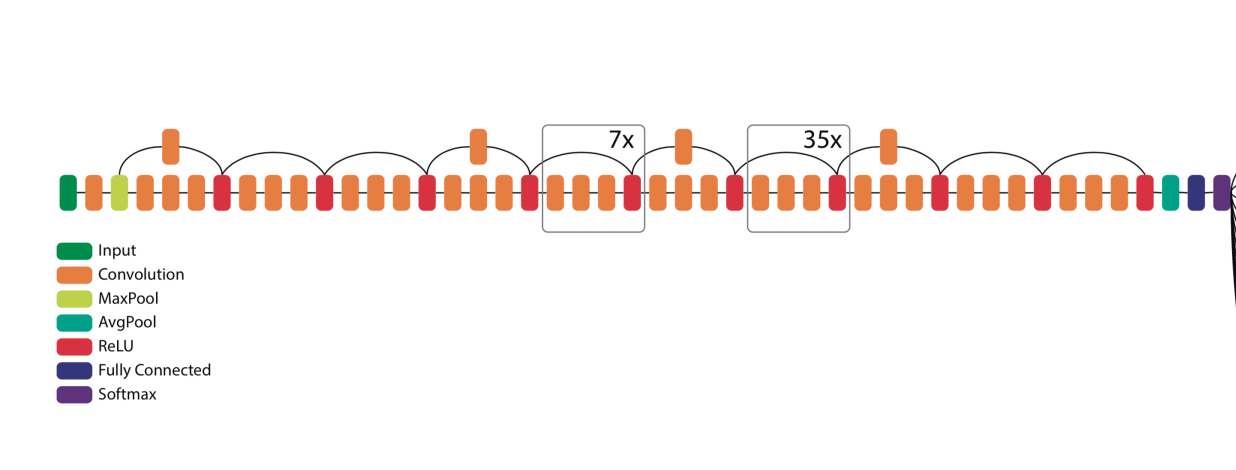 7x
35x
Input
Convolution
MaxPool
AvgPool
ReLU
Fully Connected
Softmax